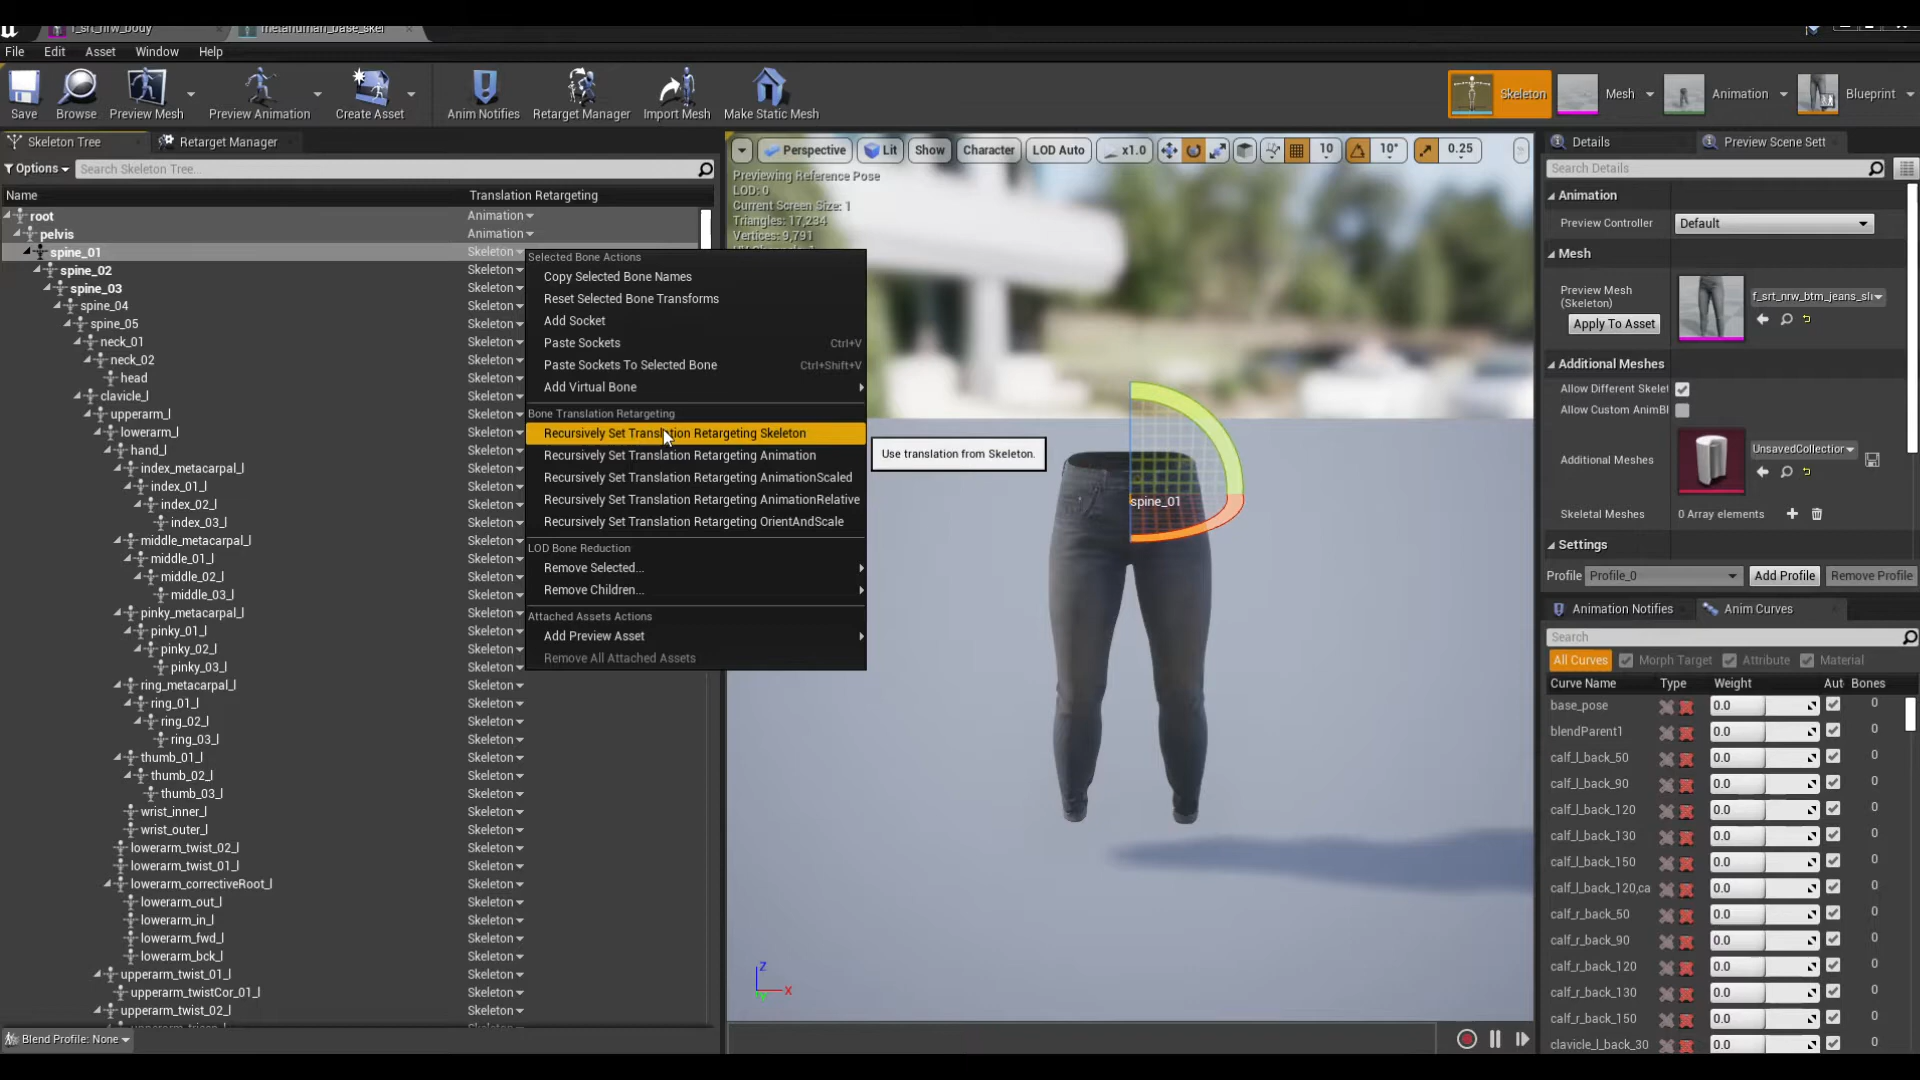 f_srt_nrw_body
metahuman_base_skel
File Edit Asset Window Help
Save
Browse
Preview Mesh
Preview Animation
Create Asset
Anim Notifies
Retarget Manager
Import Mesh
Make Static Mesh
Skeleton
Mesh
Animation
Blueprint
Skeleton Tree
Retarget Manager
Options
Search Skeleton Tree...
Name Translation Retargeting
root Animation
pelvis Animation
spine_01 Skeleton
spine_02 Skeleton
spine_03 Skeleton
spine_04 Skeleton
spine_05 Skeleton
neck_01 Skeleton
neck_02 Skeleton
head Skeleton
clavicle_l Skeleton
upperarm_l Skeleton
lowerarm_l Skeleton
hand_l Skeleton
index_metacarpal_l Skeleton
index_01_l Skeleton
index_02_l Skeleton
index_03_l Skeleton
middle_metacarpal_l Skeleton
middle_01_l Skeleton
middle_02_l Skeleton
middle_03_l Skeleton
pinky_metacarpal_l Skeleton
pinky_01_l Skeleton
pinky_02_l Skeleton
pinky_03_l Skeleton
ring_metacarpal_l Skeleton
ring_01_l Skeleton
ring_02_l Skeleton
ring_03_l Skeleton
thumb_01_l Skeleton
thumb_02_l Skeleton
thumb_03_l Skeleton
wrist_inner_l Skeleton
wrist_outer_l Skeleton
lowerarm_twist_02_l Skeleton
lowerarm_twist_01_l Skeleton
lowerarm_correctiveRoot_l Skeleton
lowerarm_out_l Skeleton
lowerarm_in_l Skeleton
lowerarm_fwd_l Skeleton
lowerarm_bck_l Skeleton
upperarm_twist_01_l Skeleton
upperarm_twistCor_01_l Skeleton
upperarm_twist_02_l Skeleton
Blend Profile: None
Selected Bone Actions
Copy Selected Bone Names
Reset Selected Bone Transforms
Add Socket
Paste Sockets Ctrl+V
Paste Sockets To Selected Bone Ctrl+Shift+V
Add Virtual Bone
Bone Translation Retargeting
Recursively Set Translation Retargeting Skeleton
Recursively Set Translation Retargeting Animation
Recursively Set Translation Retargeting AnimationScaled
Recursively Set Translation Retargeting AnimationRelative
Recursively Set Translation Retargeting OrientAndScale
LOD Bone Reduction
Remove Selected...
Remove Children...
Attached Assets Actions
Add Preview Asset
Remove All Attached Assets
Use translation from Skeleton.
Perspective Lit Show Character LOD Auto x1.0 10 10° 0.25
Previewing Reference Pose
LOD: 0
Current Screen Size: 1
Triangles: 17,234
Vertices: 9,791
spine_01
Z
X
Y
Details
Preview Scene Sett
Search Details
Animation
Preview Controller Default
Mesh
Preview Mesh
(Skeleton)
f_srt_nrw_btm_jeans_sli
Apply To Asset
Additional Meshes
Allow Different Skelet
Allow Custom AnimBl
Additional Meshes UnsavedCollection
Skeletal Meshes 0 Array elements
Settings
Profile Profile_0 Add Profile Remove Profile
Animation Notifies
Anim Curves
Search
All Curves Morph Target Attribute Material
Curve Name Type Weight Aut Bones
base_pose 0.0 0
blendParent1 0.0 0
calf_l_back_50 0.0 0
calf_l_back_90 0.0 0
calf_l_back_120 0.0 0
calf_l_back_130 0.0 0
calf_l_back_150 0.0 0
calf_l_back_120,ca 0.0 0
calf_r_back_50 0.0 0
calf_r_back_90 0.0 0
calf_r_back_120 0.0 0
calf_r_back_130 0.0 0
calf_r_back_150 0.0 0
clavicle_l_back_30 0.0 0